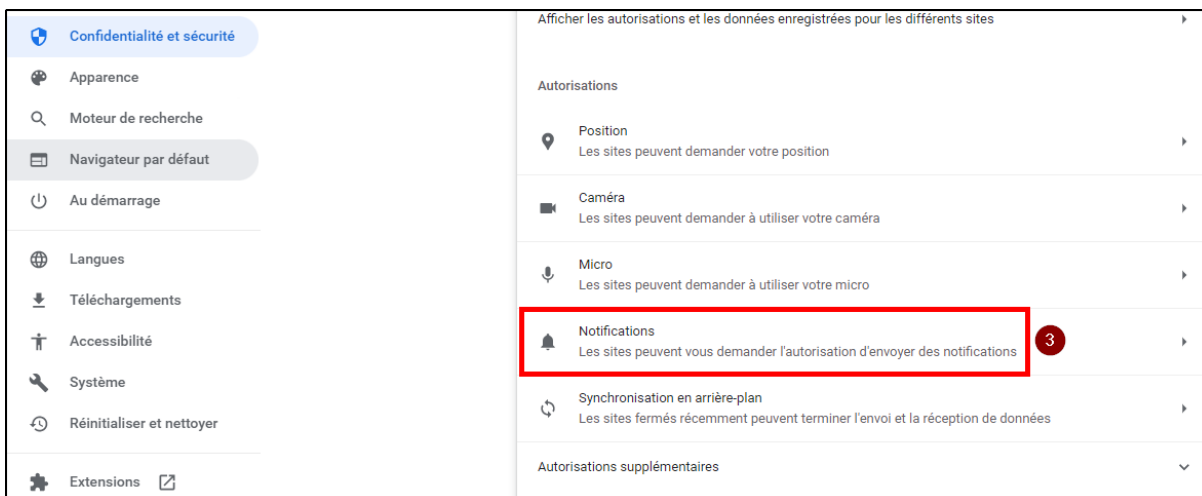 Confidentialité et sécurité
Apparence
Moteur de recherche
Navigateur par défaut
Au démarrage
Langues
Téléchargements
Accessibilité
Système
Réinitialiser et nettoyer
Extensions
Afficher les autorisations et les données enregistrées pour les différents sites
Autorisations
Position
Les sites peuvent demander votre position
Caméra
Les sites peuvent demander à utiliser votre caméra
Micro
Les sites peuvent demander à utiliser votre micro
Notifications
Les sites peuvent vous demander l'autorisation d'envoyer des notifications
3
Synchronisation en arrière-plan
Les sites fermés récemment peuvent terminer l'envoi et la réception de données
Autorisations supplémentaires